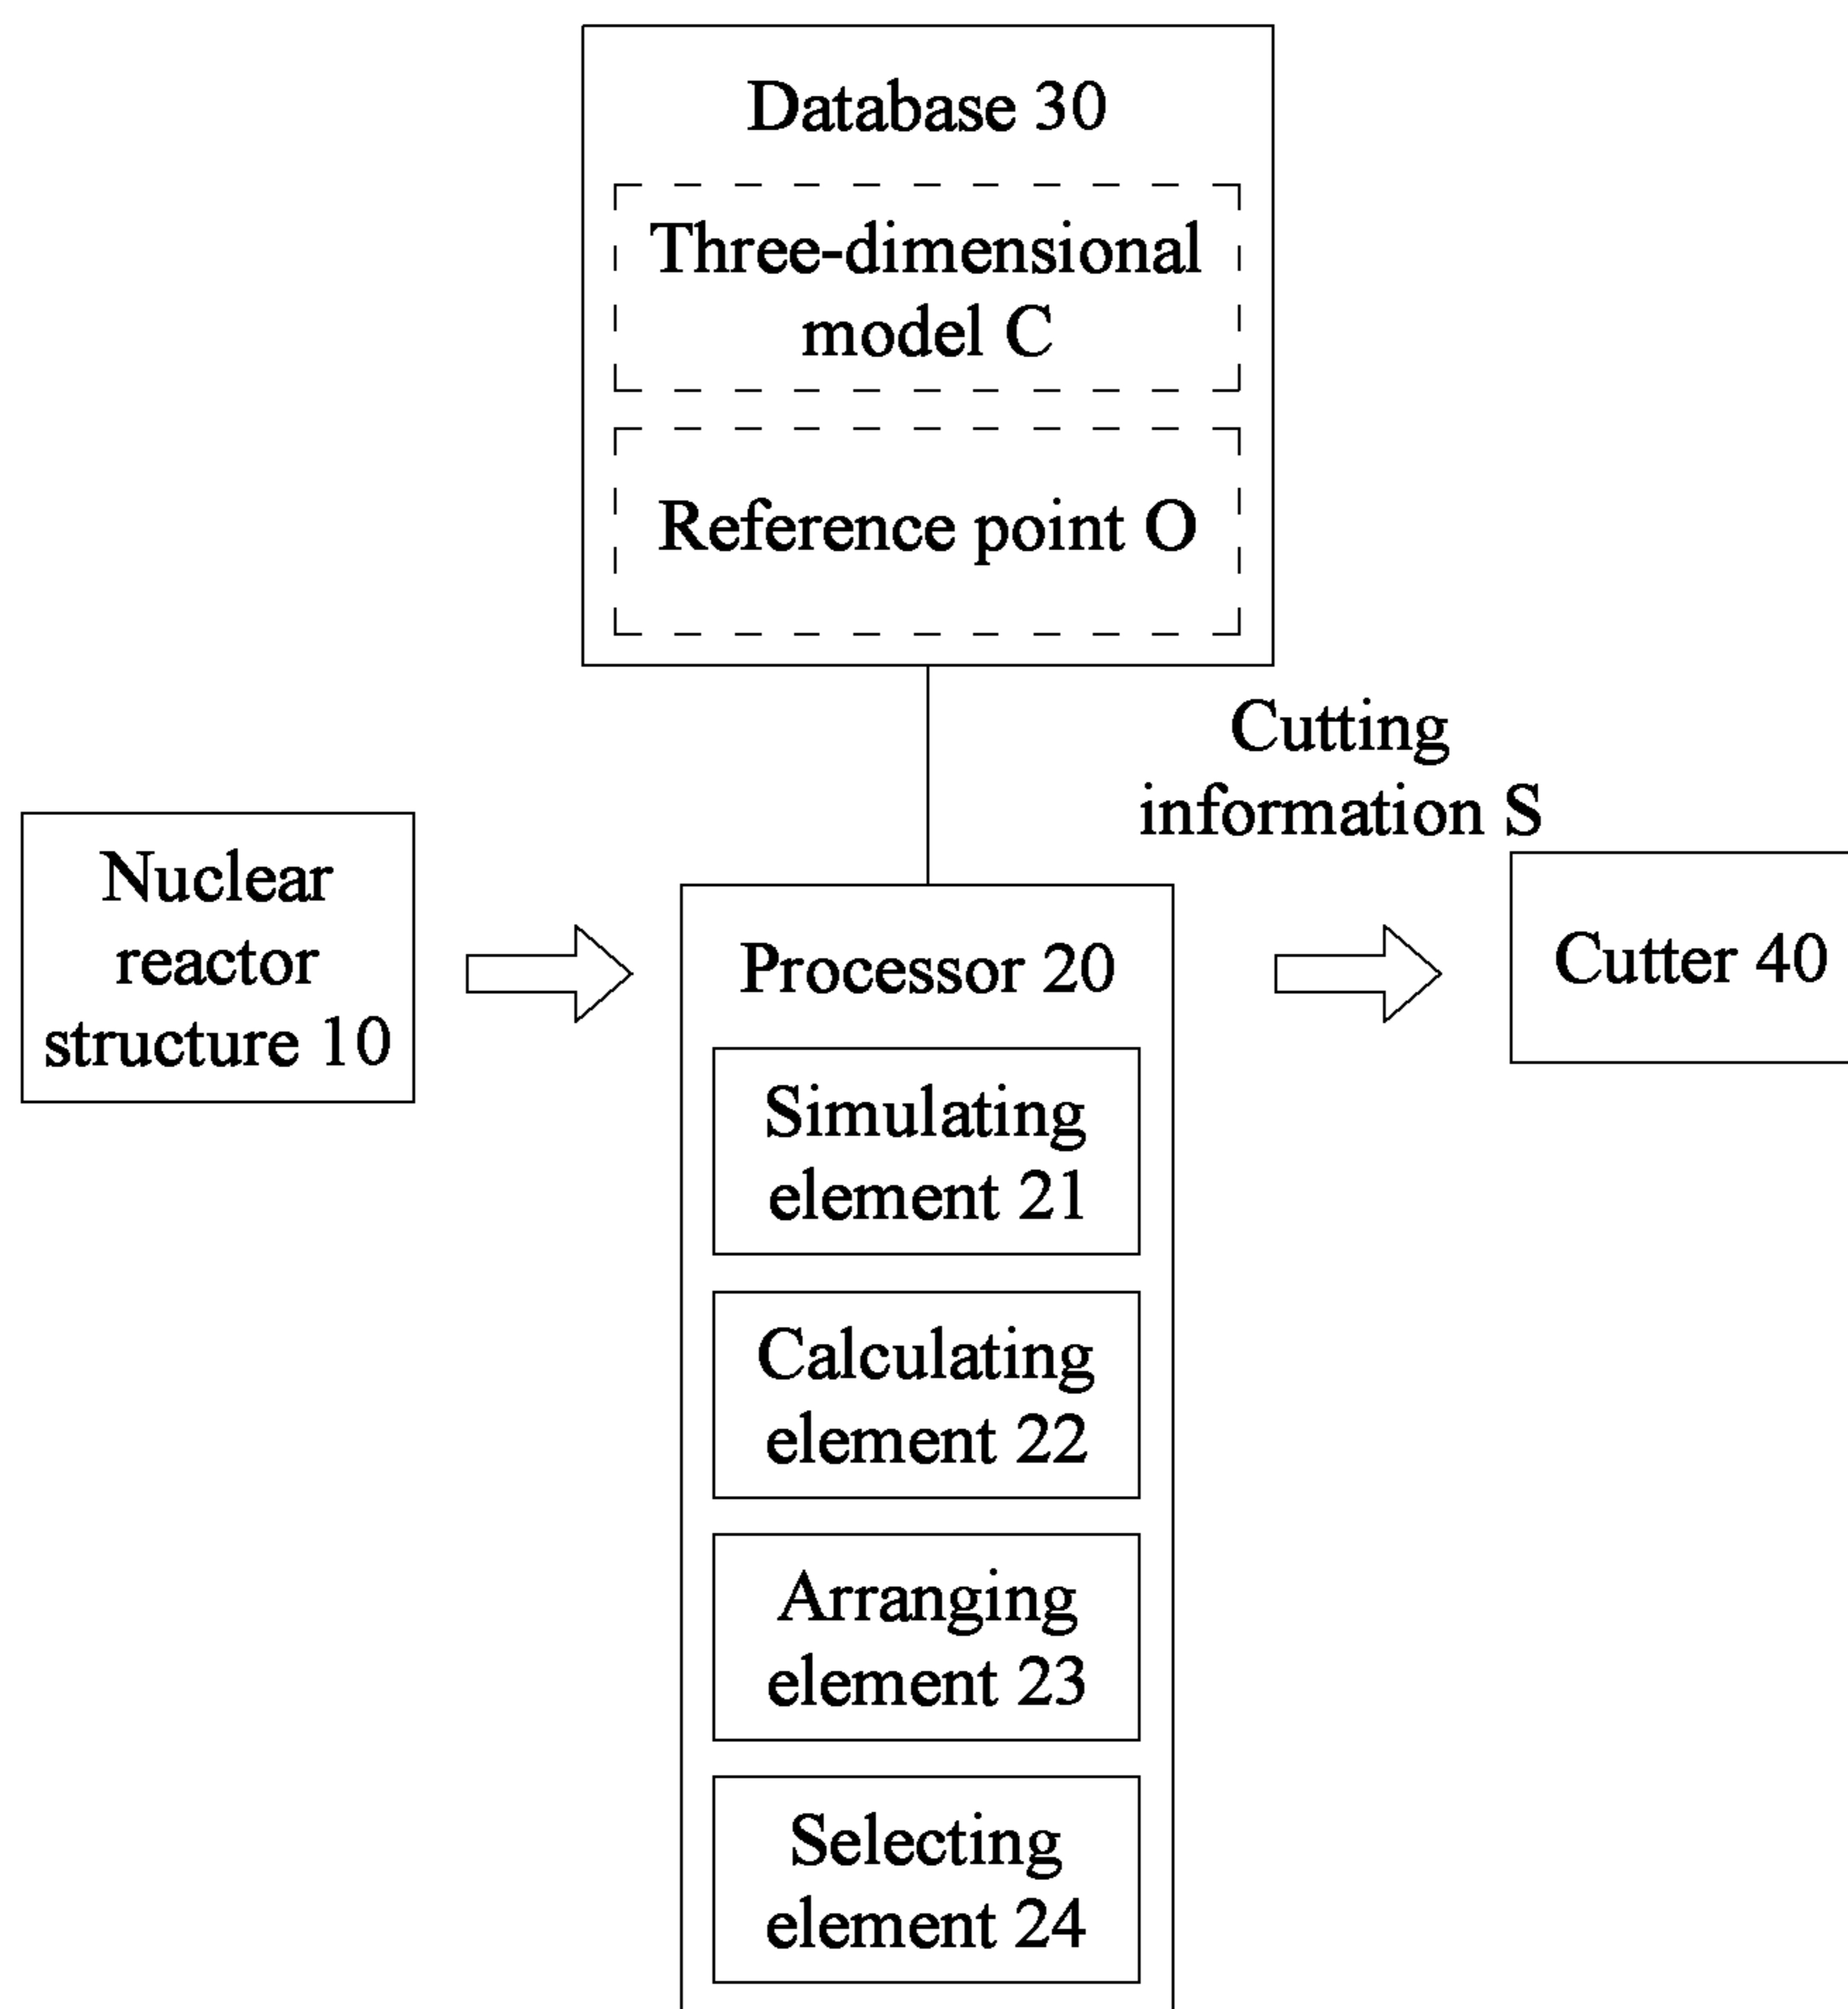 Database 30
Three-dimensional
model C
Reference point O
Cutting
information S
Nuclear
reactor
structure 10
Processor 20
Cutter 40
Simulating
element 21
Calculating
element 22
Arranging
element 23
Selecting
element 24